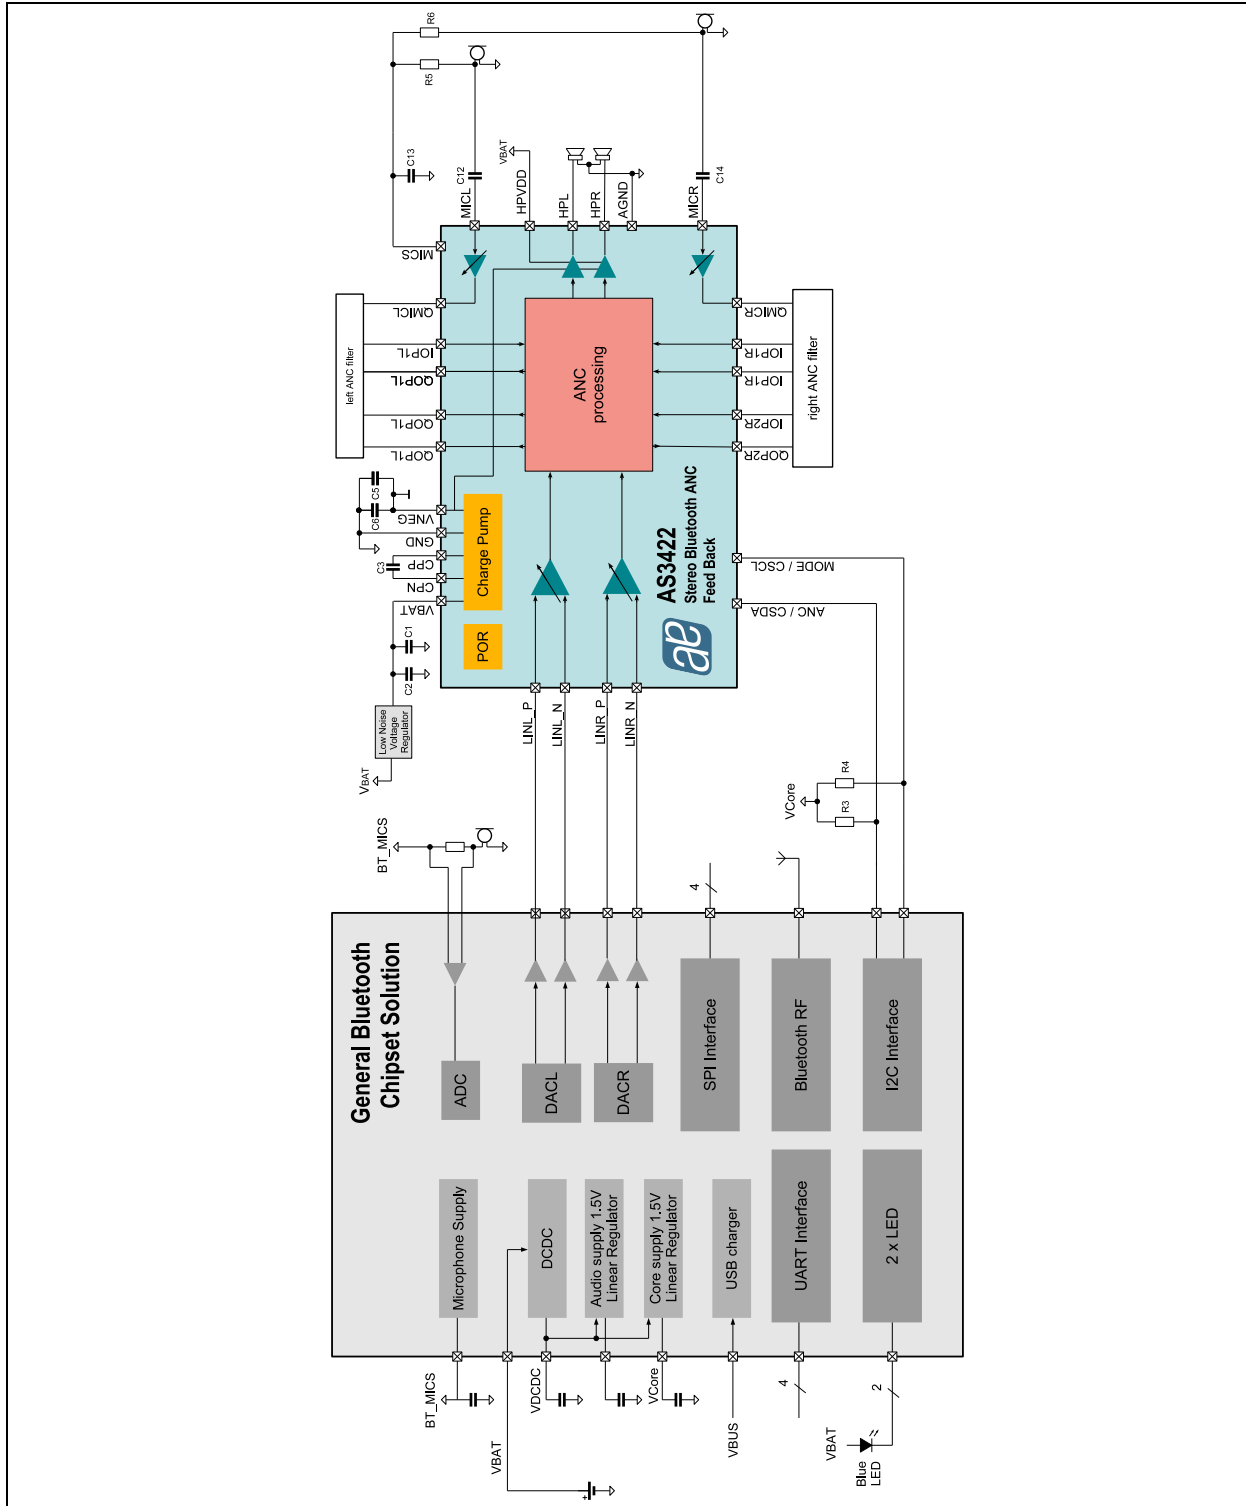 General Bluetooth
Chipset Solution
BT_MICS
VBAT
VDCDC
VCore
VBUS
4
2
VBAT
Blue
LED
Microphone Supply
DCDC
Audio supply 1.5V
Linear Regulator
Core supply 1.5V
Linear Regulator
USB charger
UART Interface
2 x LED
ADC
DACL
DACR
SPI Interface
Bluetooth RF
I2C Interface
BT_MICS
4
VCore
R3
R4
VBAT
Low Noise
Voltage
Regulator
C2
C1
C3
C6
C5
VBAT
CPN
CPP
GND
VNEG
QOP1L
QOP1L
QOP1L
IOP1L
QMICL
MICS
left ANC filter
LINL_P
LINL_N
LINR_P
LINR_N
POR
Charge Pump
ANC
processing
AS3422
Stereo Bluetooth ANC
Feed Back
ANC / CSDA
MODE / CSCL
QOP2R
IOP2R
IOP1R
IOP1R
QMICR
right ANC filter
MICL
HPVDD
HPL
HPR
AGND
MICR
VBAT
C13
C12
C14
R5
R6